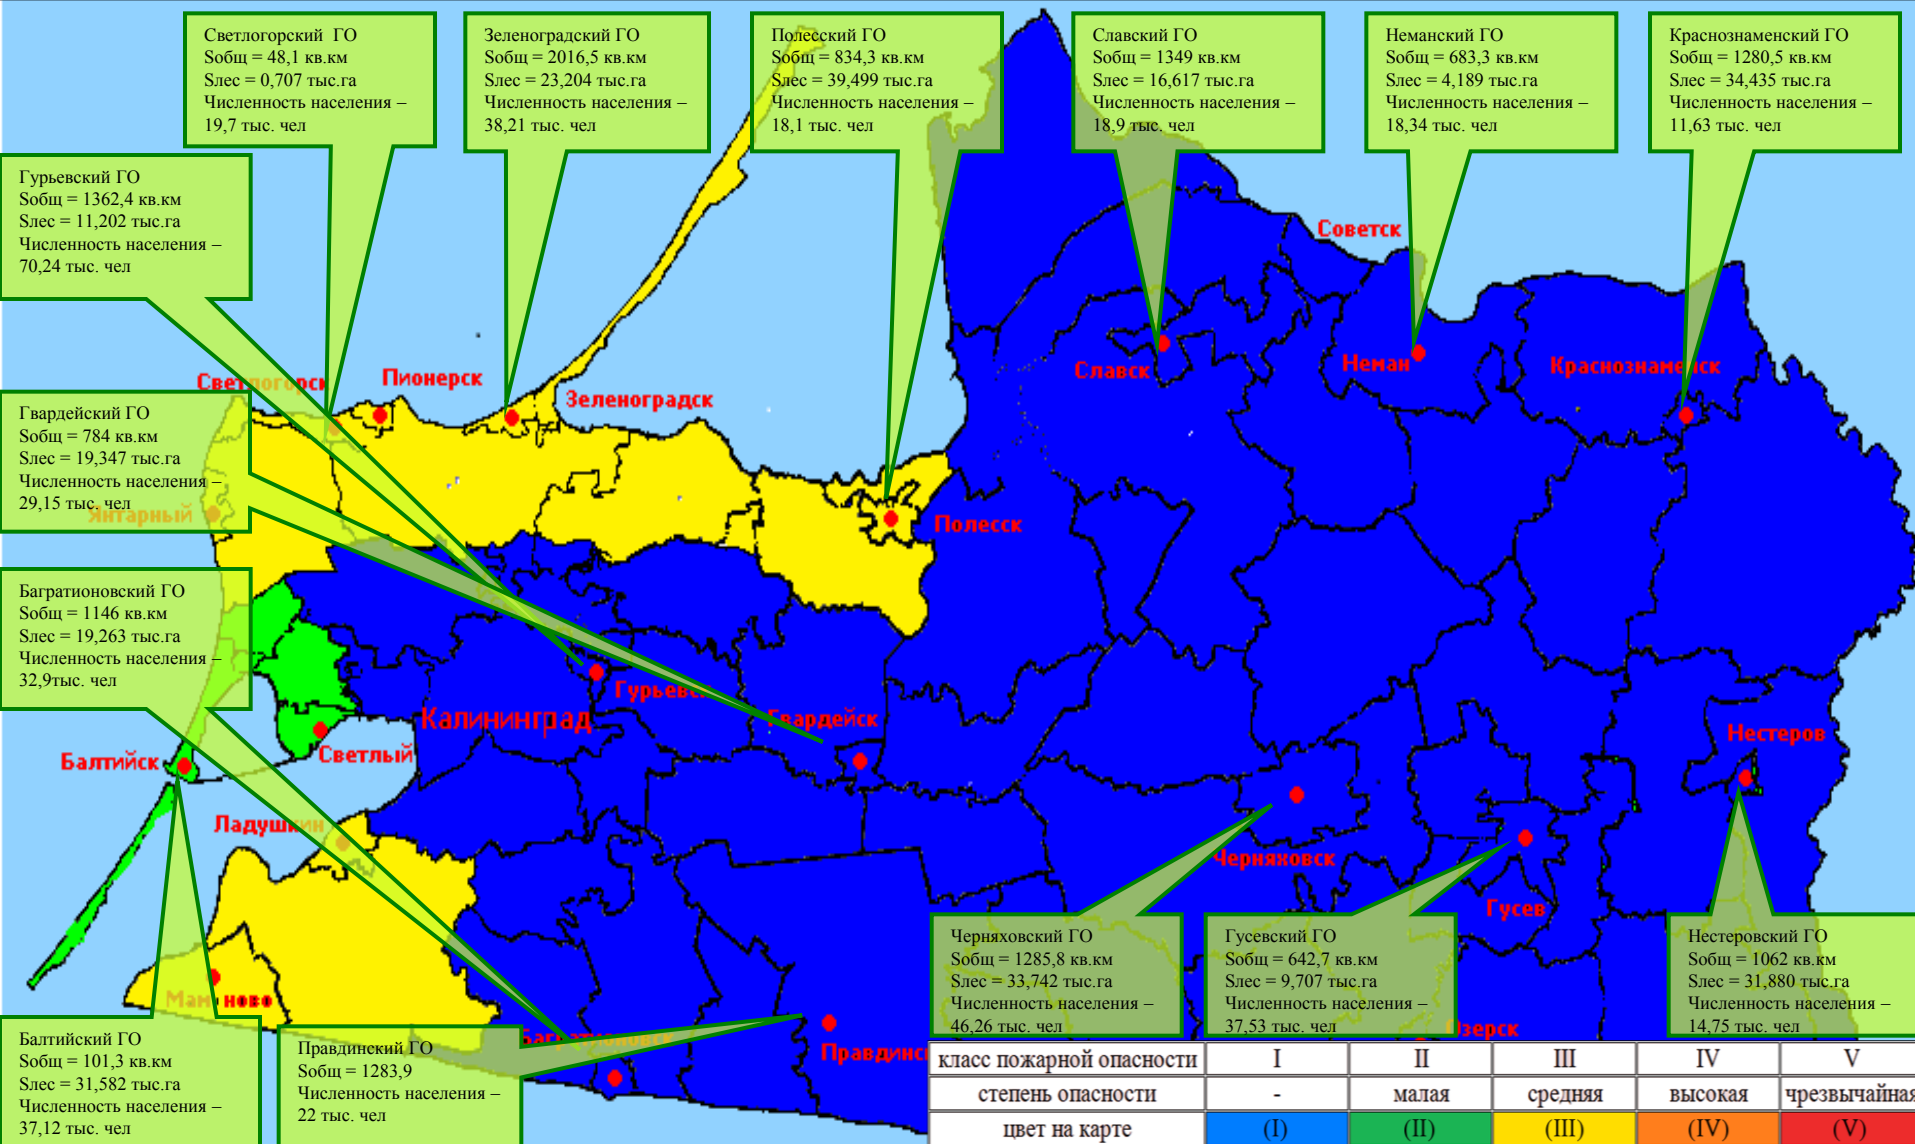 Светлогорский  ГО
Sобщ = 48,1 кв.км
Sлес = 0,707 тыс.га
Численность населения –
19,7 тыс. чел
Зеленоградский ГО
Sобщ = 2016,5 кв.км
Sлес = 23,204 тыс.га
Численность населения –
38,21 тыс. чел
Полесский ГО
Sобщ = 834,3 кв.км
Sлес = 39,499 тыс.га
Численность населения –
18,1 тыс. чел
Славский ГО
Sобщ = 1349 кв.км
Sлес = 16,617 тыс.га
Численность населения –
18,9 тыс. чел
Неманский ГО
Sобщ = 683,3 кв.км
Sлес = 4,189 тыс.га
Численность населения –
18,34 тыс. чел
Краснознаменский ГО
Sобщ = 1280,5 кв.км
Sлес = 34,435 тыс.га
Численность населения –
11,63 тыс. чел
Гурьевский ГО
Sобщ = 1362,4 кв.км
Sлес = 11,202 тыс.га
Численность населения –
70,24 тыс. чел
Советск
Славск
Неман
Краснознаменск
Светлогорск
Пионерск
Зеленоградск
Гвардейский ГО
Sобщ = 784 кв.км
Sлес = 19,347 тыс.га
Численность населения –
29,15 тыс. чел
Янтарный
Полесск
Багратионовский ГО
Sобщ = 1146 кв.км
Sлес = 19,263 тыс.га
Численность населения –
32,9тыс. чел
Гурьевск
Калининград
Гвардейск
Нестеров
Балтийск
Светлый
Ладушкин
Черняховск
Гусев
Мамоново
Черняховский ГО
Sобщ = 1285,8 кв.км
Sлес = 33,742 тыс.га
Численность населения –
46,26 тыс. чел
Гусевский ГО
Sобщ = 642,7 кв.км
Sлес = 9,707 тыс.га
Численность населения –
37,53 тыс. чел
Нестеровский ГО
Sобщ = 1062 кв.км
Sлес = 31,880 тыс.га
Численность населения –
14,75 тыс. чел
Озерск
Багратионовск
Правдинс
Балтийский ГО
Sобщ = 101,3 кв.км
Sлес = 31,582 тыс.га
Численность населения –
37,12 тыс. чел
Правдинский ГО
Sобщ = 1283,9
Численность населения –
22 тыс. чел
класс пожарной опасности I II III IV V
степень опасности - малая средняя высокая чрезвычайная
цвет на карте (I) (II) (III) (IV) (V)